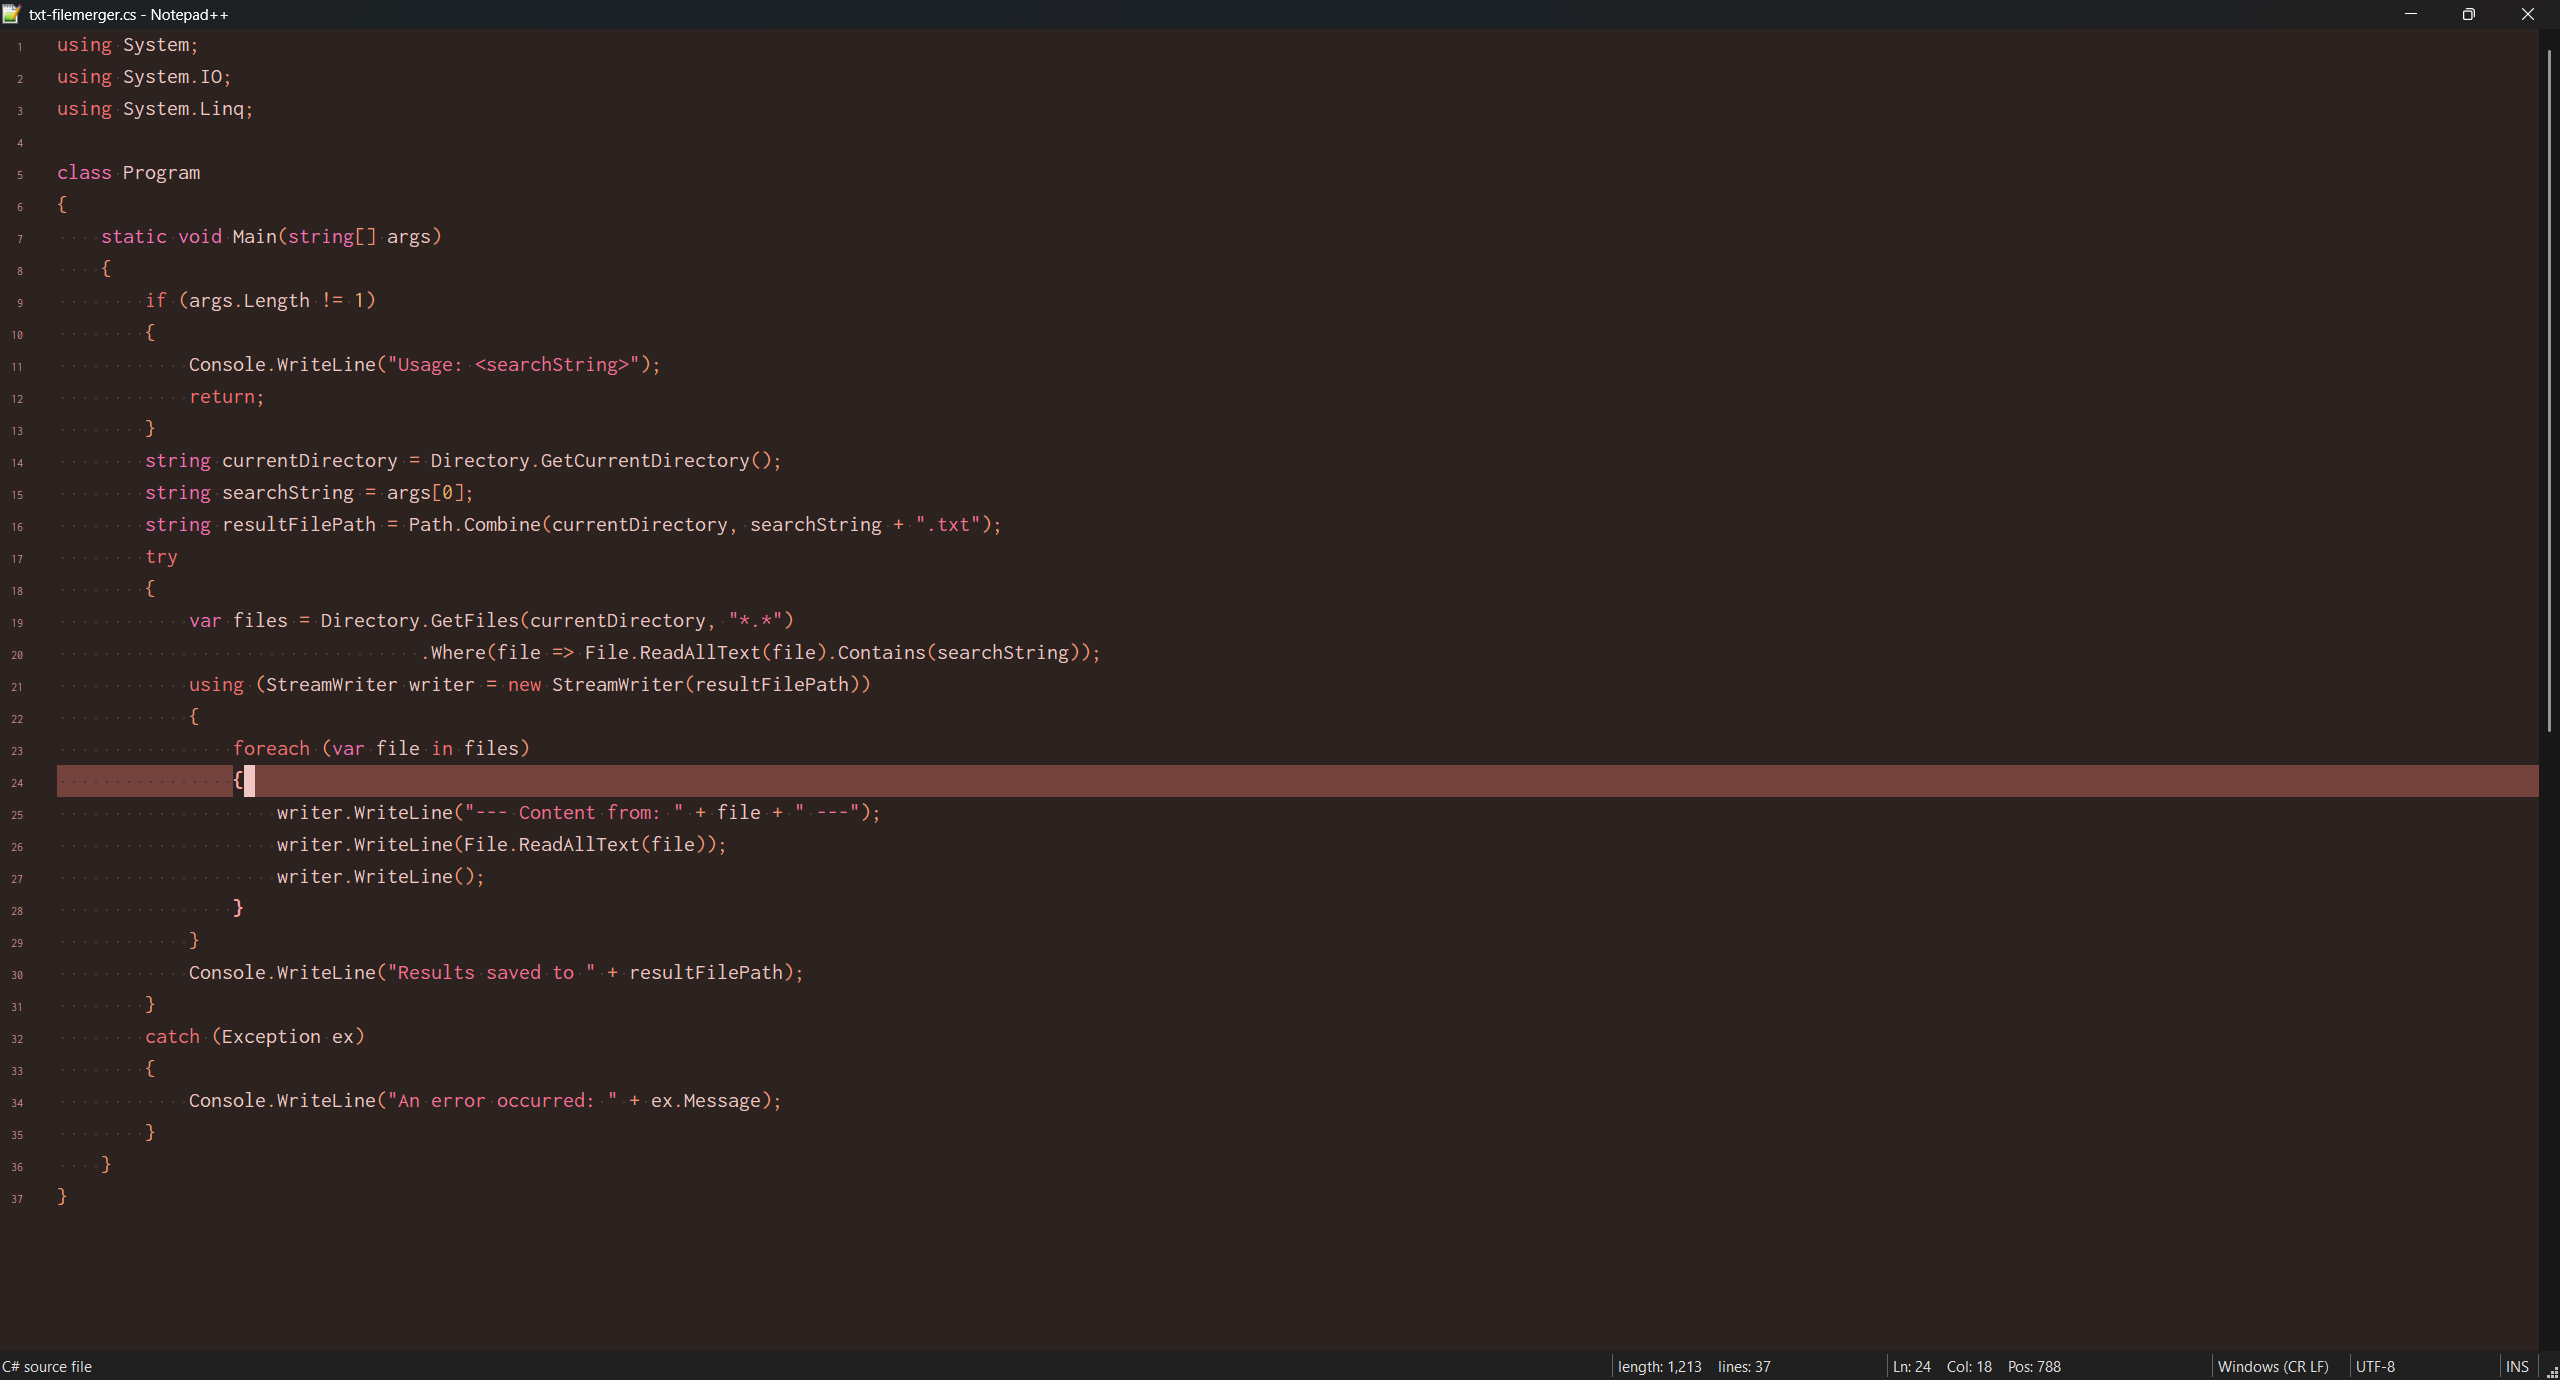 txt-filemerger.cs - Notepad++
1 using System;
2 using System.IO;
3 using System.Linq;
4
5 class Program
6 {
7     static void Main(string[] args)
8     {
9         if (args.Length != 1)
10         {
11             Console.WriteLine("Usage: <searchString>");
12             return;
13         }
14         string currentDirectory = Directory.GetCurrentDirectory();
15         string searchString = args[0];
16         string resultFilePath = Path.Combine(currentDirectory, searchString + ".txt");
17         try
18         {
19             var files = Directory.GetFiles(currentDirectory, "*.*")
20                                  .Where(file => File.ReadAllText(file).Contains(searchString));
21             using (StreamWriter writer = new StreamWriter(resultFilePath))
22             {
23                 foreach (var file in files)
24                 {
25                     writer.WriteLine("--- Content from: " + file + " ---");
26                     writer.WriteLine(File.ReadAllText(file));
27                     writer.WriteLine();
28                 }
29             }
30             Console.WriteLine("Results saved to " + resultFilePath);
31         }
32         catch (Exception ex)
33         {
34             Console.WriteLine("An error occurred: " + ex.Message);
35         }
36     }
37 }
C# source file length: 1,213 lines: 37 Ln: 24 Col: 18 Pos: 788 Windows (CR LF) UTF-8 INS